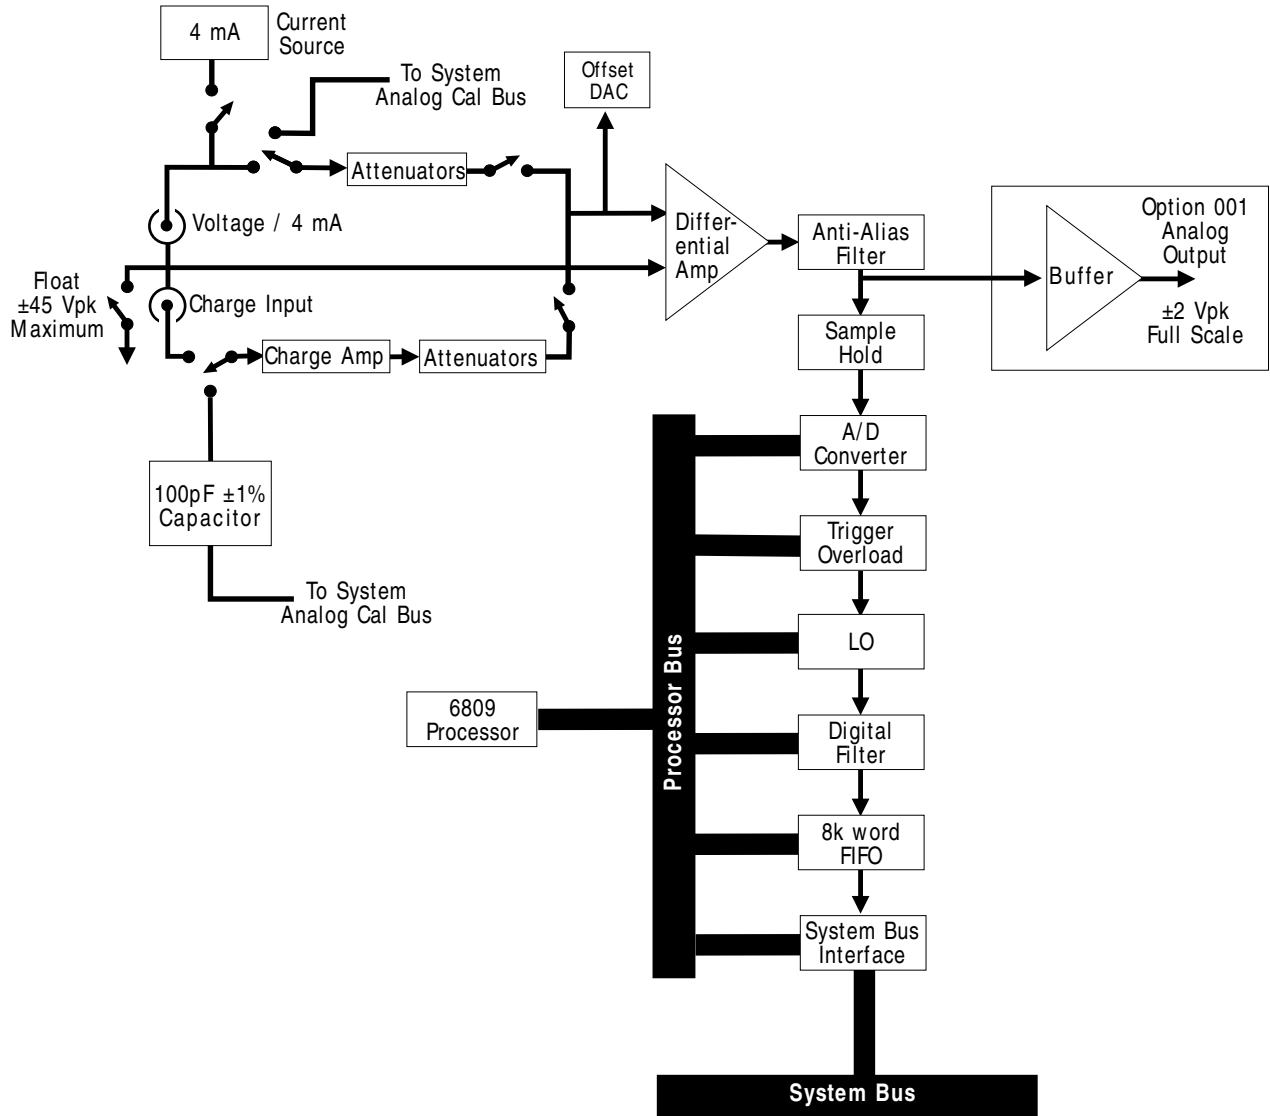 4 mA
Current
Source
To System
Analog Cal Bus
Offset
DAC
Attenuators
Voltage / 4 mA
Differ-
ential
Amp
Anti-Alias
Filter
Option 001
Analog
Output
Buffer
±2 Vpk
Full Scale
Float
±45 Vpk
Maximum
Charge Input
Charge Amp
Attenuators
Sample
Hold
100pF ±1%
Capacitor
To System
Analog Cal Bus
A/D
Converter
Trigger
Overload
LO
Processor Bus
6809
Processor
Digital
Filter
8k word
FIFO
System Bus
Interface
System Bus